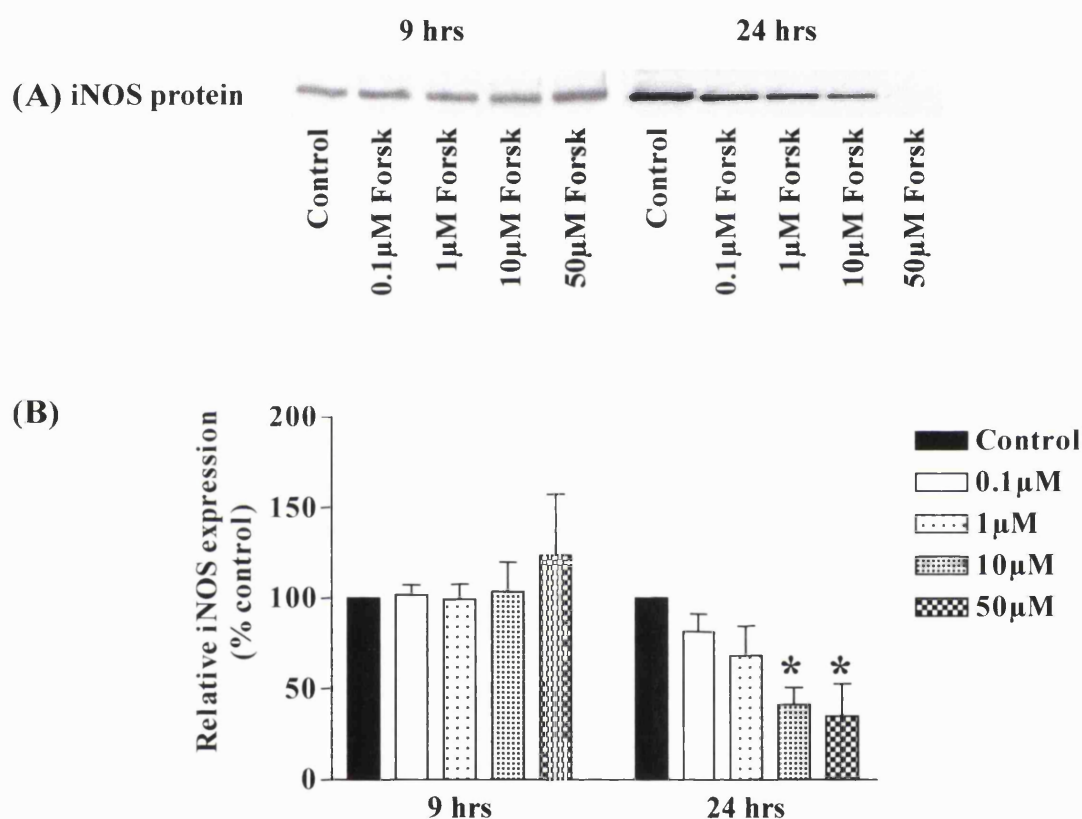 9 hrs 24 hrs
(A) iNOS protein
Control
0.1µM Forsk
1µM Forsk
10µM Forsk
50µM Forsk
Control
0.1µM Forsk
1µM Forsk
10µM Forsk
50µM Forsk
(B)
Relative iNOS expression
(% control)
200
150
100
50
0
* *
9 hrs 24 hrs
Control
0.1µM
1µM
10µM
50µM